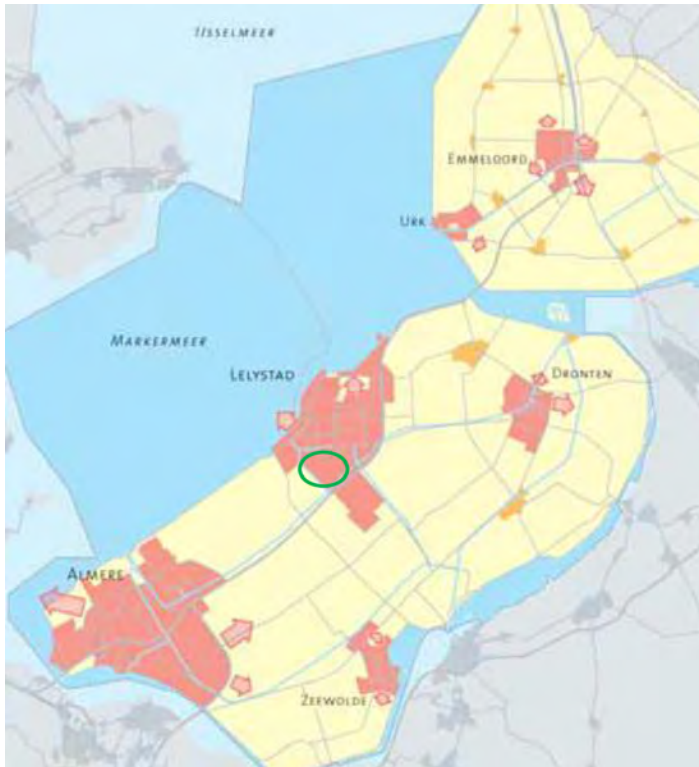 IJSSELMEER
EMMELOORD
URK
MARKERMEER
LELYSTAD
DRONTEN
ALMERE
ZEEWOLDE